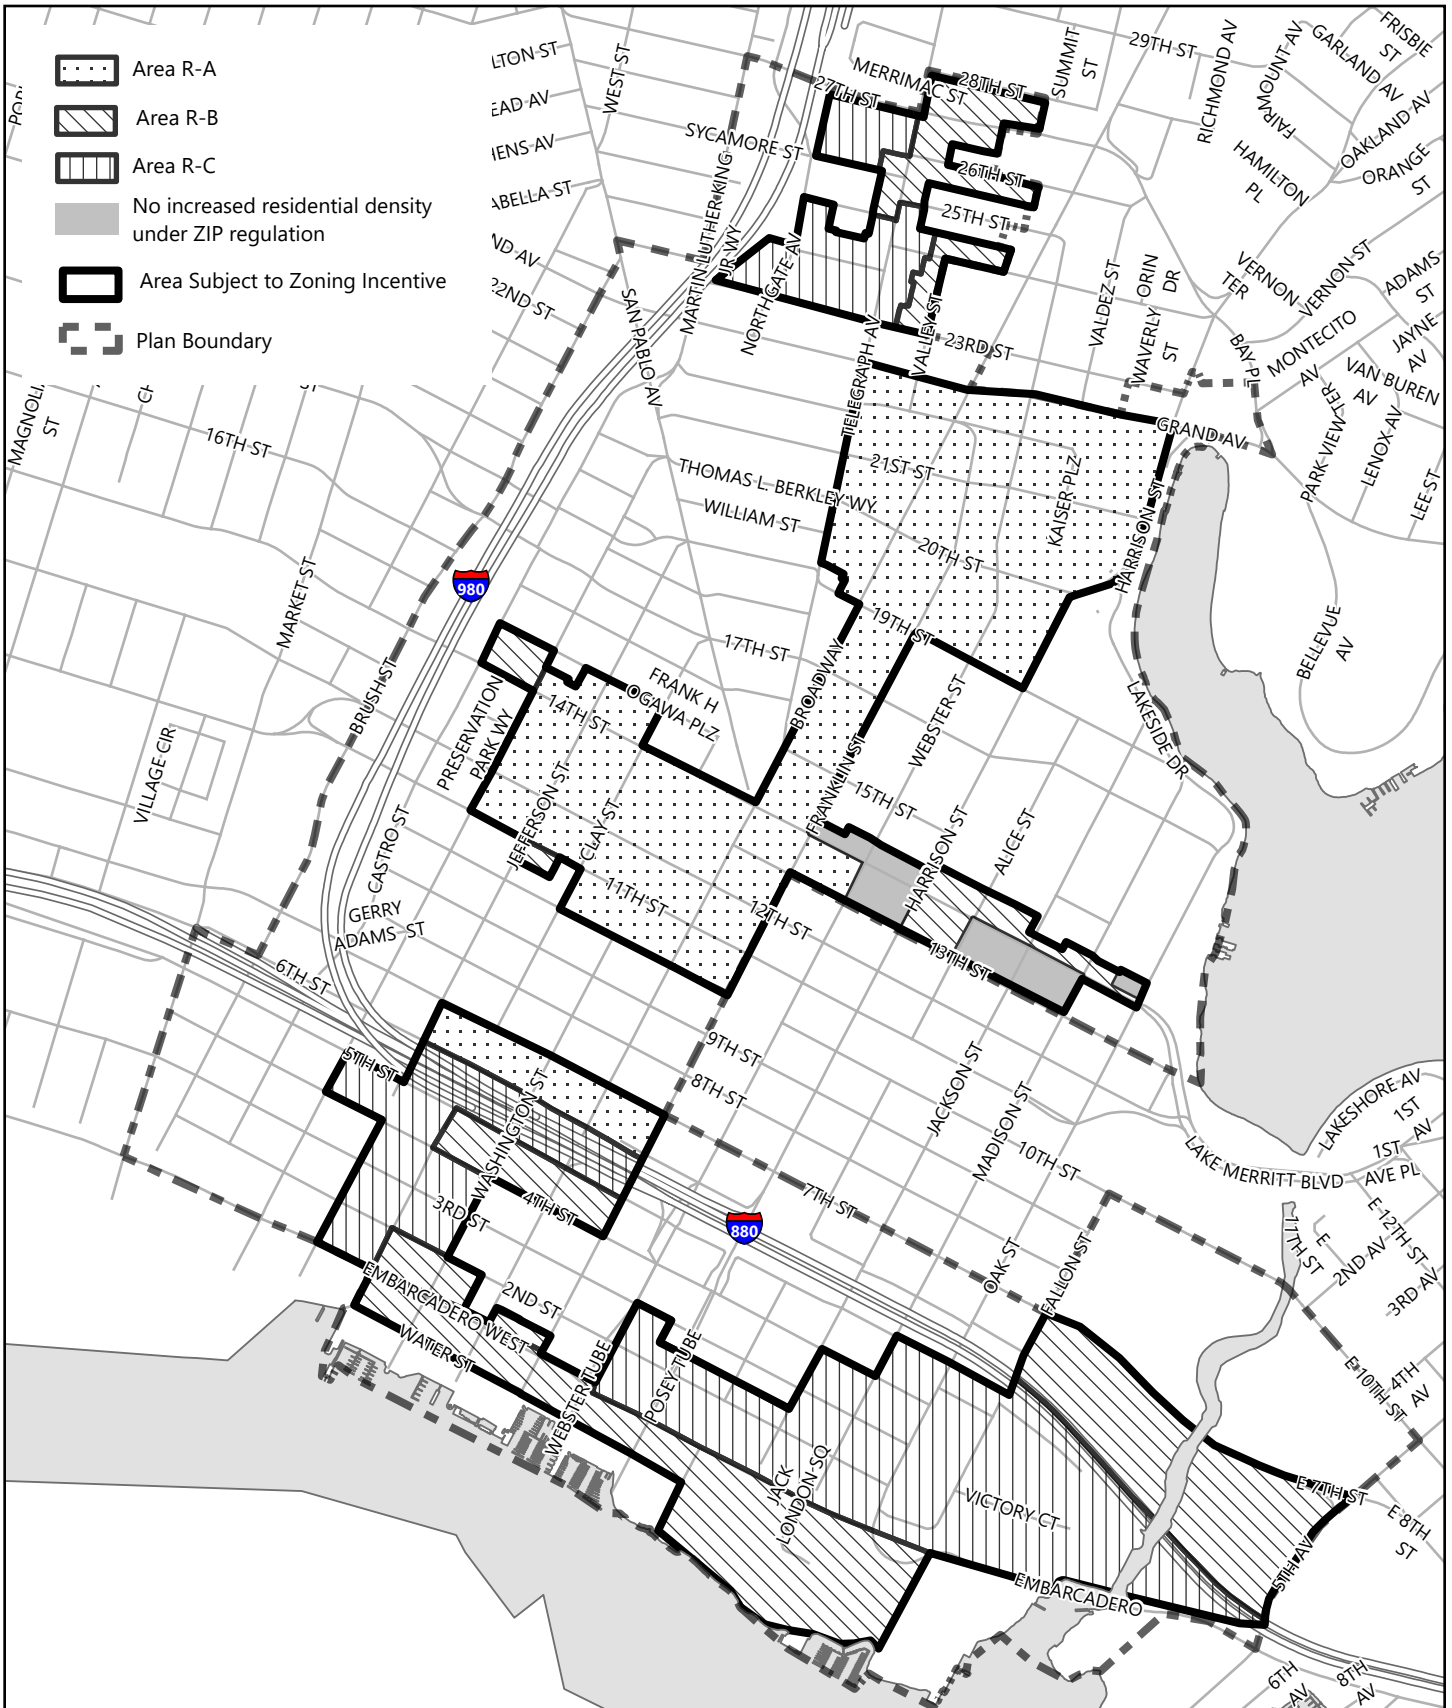 Area R-A
Area R-B
Area R-C
No increased residential density
under ZIP regulation
Area Subject to Zoning Incentive
Plan Boundary
WEST ST
27TH ST
MERRIMAC ST
28TH ST
SUMMIT
ST
29TH ST
RICHMOND AV
FAIRMOUNT AV
GARLAND AV
FRISBIE
ST
OAKLAND AV
ORANGE
ST
HAMILTON
PL
SYCAMORE ST
26TH ST
25TH ST
MARTIN LUTHER KING
JR WY
NORTHGATE AV
SAN PABLO AV
22ND ST
TELEGRAPH AV
VALLEY ST
23RD ST
VALDEZ ST
WAVERLY
ST
ORIN
DR
VERNON
TER
VERNON ST
ADAMS
ST
BAY PL
MONTECITO
AV
JAYNE
AV
VAN BUREN
AV
PARK VIEW TER
LENOX AV
LEE ST
GRAND AV
ST
16TH ST
THOMAS L. BERKLEY WY
WILLIAM ST
21ST ST
20TH ST
KAISER PLZ
HARRISON ST
19TH ST
980
MARKET ST
BRUSH ST
17TH ST
FRANK H
OGAWA PLZ
BROADWAY
BELLEVUE
AV
LAKESIDE DR
PRESERVATION
PARK WY
14TH ST
WEBSTER ST
VILLAGE CIR
JEFFERSON ST
CLAY ST
FRANKLIN ST
15TH ST
HARRISON ST
ALICE ST
CASTRO ST
11TH ST
12TH ST
13TH ST
GERRY
ADAMS ST
6TH ST
5TH ST
9TH ST
8TH ST
JACKSON ST
MADISON ST
10TH ST
LAKESHORE AV
1ST
AV
1ST
AVE PL
LAKE MERRITT BLVD
WASHINGTON ST
4TH ST
3RD ST
7TH ST
880
OAK ST
FALLON ST
11TH ST
E
E 12TH ST
2ND AV
3RD AV
4TH
AV
E 10TH ST
EMBARCADERO WEST
2ND ST
WATER ST
WEBSTER TUBE
POSEY TUBE
JACK
LONDON SQ
VICTORY CT
E 7TH ST
E 8TH
ST
5TH AV
EMBARCADERO
6TH
AV
8TH
AV